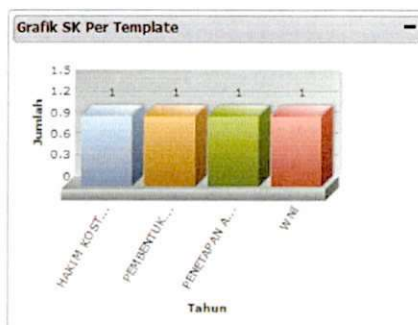 Grafik SK Per Template
1.5
1.2
0.9
0.6
0.3
0
Jumlah
1 1 1 1
HAKIM KOST...
PEMBENTUK...
PENETAPAN A...
WNI
Tahun